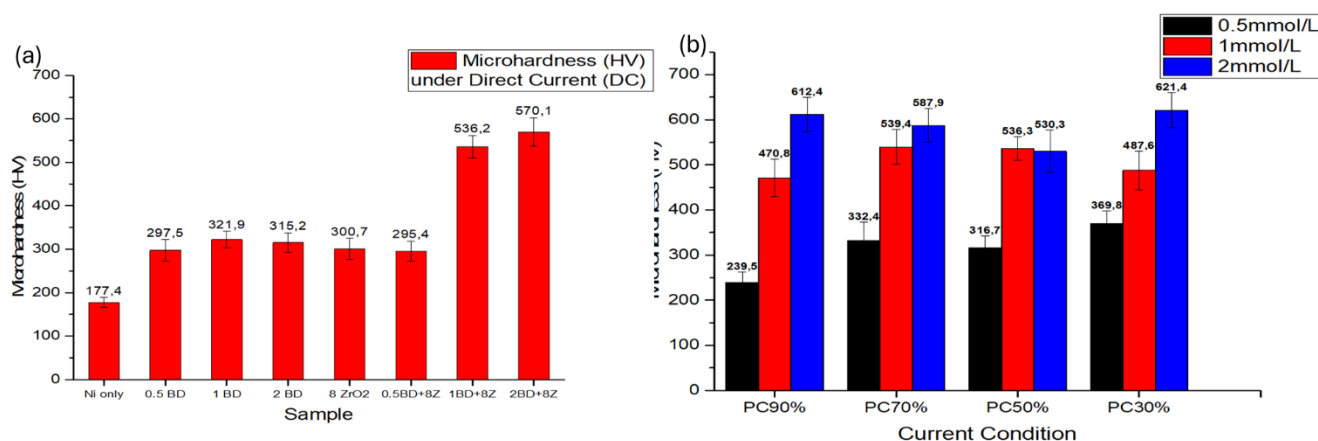 (a)
Microhardness (HV)
under Direct Current (DC)
700
600
500
400
300
200
100
0
Microhardness (HV)
177,4
297,5
321,9
315,2
300,7
295,4
536,2
570,1
Ni only
0.5 BD
1 BD
2 BD
8 ZrO2
0.5BD+8Z
1BD+8Z
2BD+8Z
Sample
(b)
0.5mmol/L
1mmol/L
2mmol/L
700
600
500
400
300
200
100
0
239,5
470,8
612,4
332,4
539,4
587,9
316,7
536,3
530,3
369,8
487,6
621,4
PC90%
PC70%
PC50%
PC30%
Current Condition